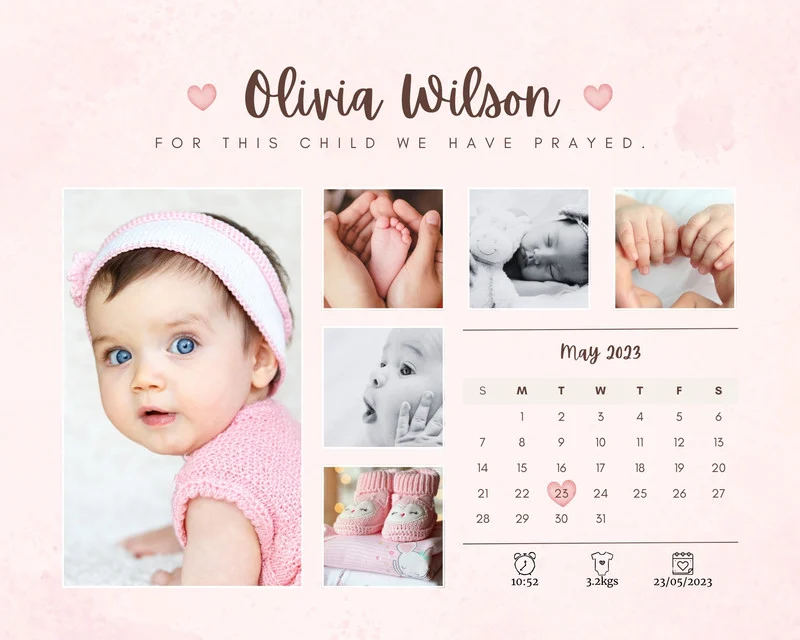 Olivia Wilson
FOR THIS CHILD WE HAVE PRAYED.
May 2023
S M T W T F S
1 2 3 4 5 6
7 8 9 10 11 12 13
14 15 16 17 18 19 20
21 22 23 24 25 26 27
28 29 30 31
10:52 3.2kgs 23/05/2023